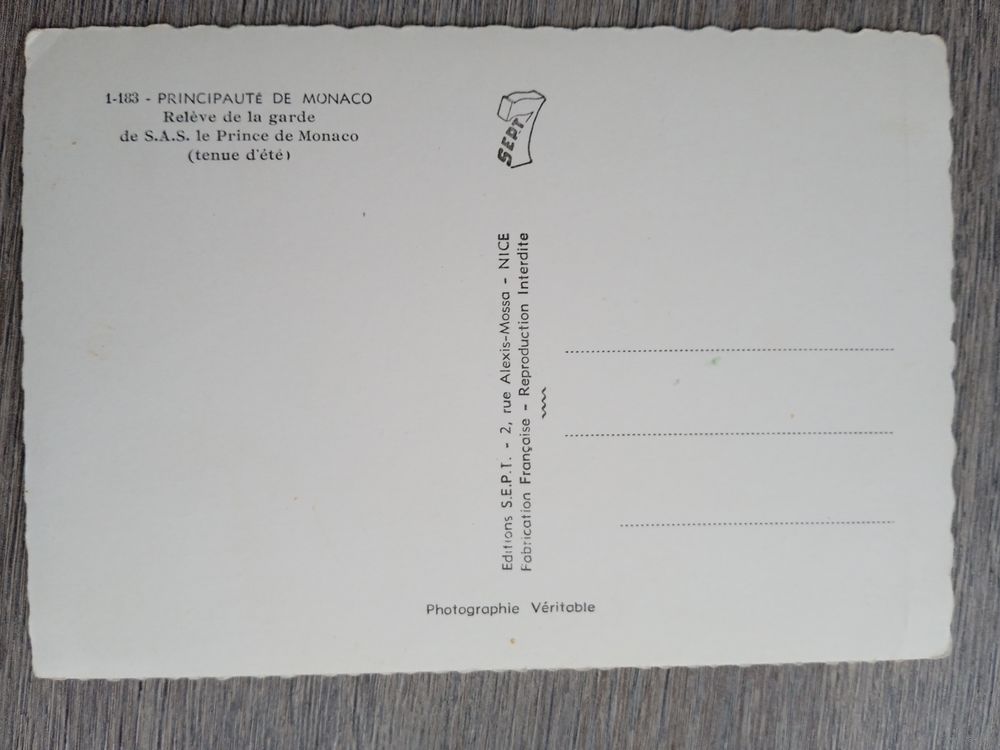 1-183 - PRINCIPAUTÉ DE MONACO
Relève de la garde
de S.A.S. le Prince de Monaco
(tenue d'été)
SEPT
Editions S.E.P.T. - 2, rue Alexis-Mossa - NICE
Fabrication Française - Reproduction Interdite
Photographie Véritable